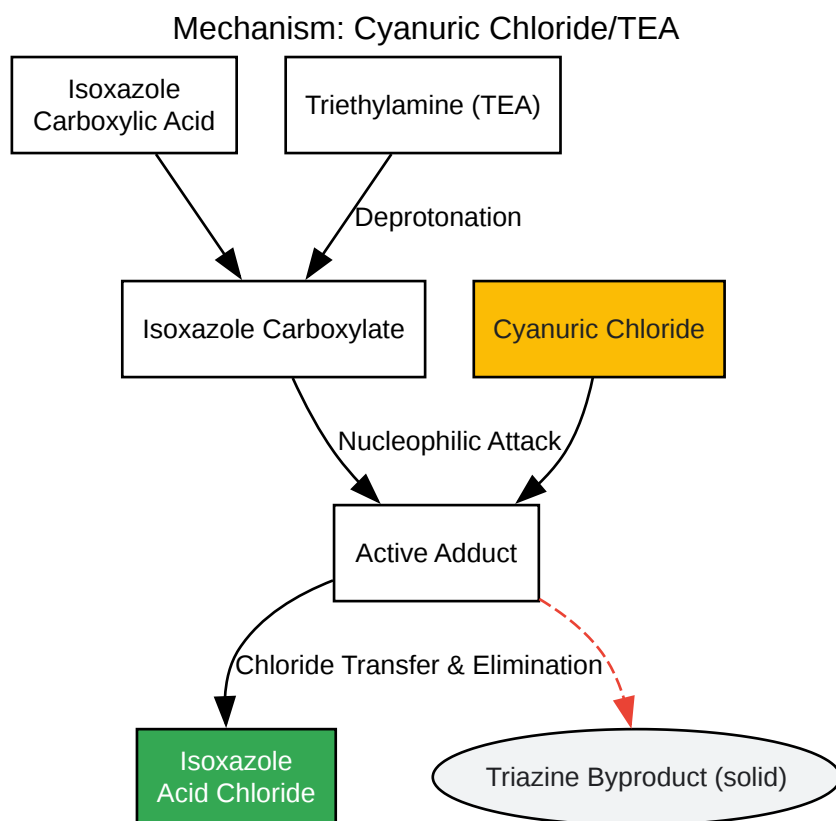 Mechanism: Cyanuric Chloride/TEA
Isoxazole
Carboxylic Acid
Triethylamine (TEA)
Deprotonation
Isoxazole Carboxylate
Cyanuric Chloride
Nucleophilic Attack
Active Adduct
Chloride Transfer & Elimination
Isoxazole
Acid Chloride
Triazine Byproduct (solid)